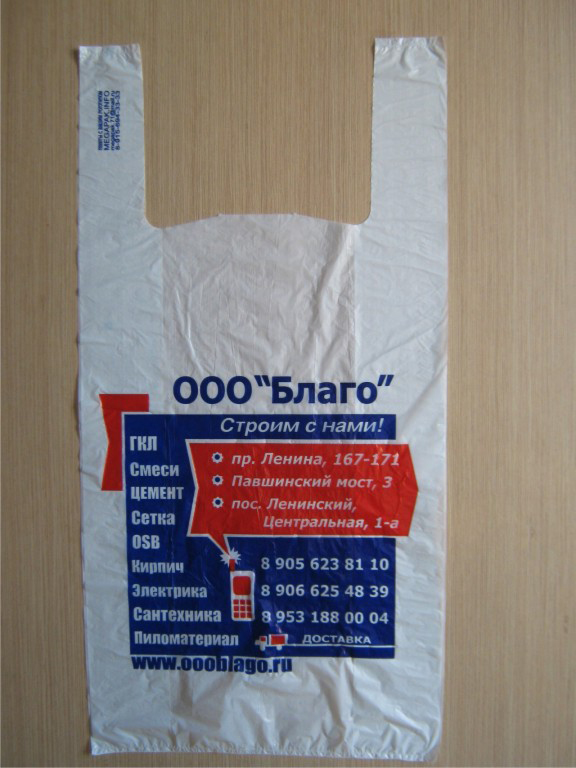 MEGAPAK.INFO
ООО "Благо"
Строим с нами!
ГКЛ
Смеси
ЦЕМЕНТ
Сетка
OSB
Кирпич
Электрика
Сантехника
Пиломатериал
пр. Ленина, 167-171
Павшинский мост, 3
пос. Ленинский,
Центральная, 1-а
8 905 623 81 10
8 906 625 48 39
8 953 188 00 04
ДОСТАВКА
www.oooblago.ru